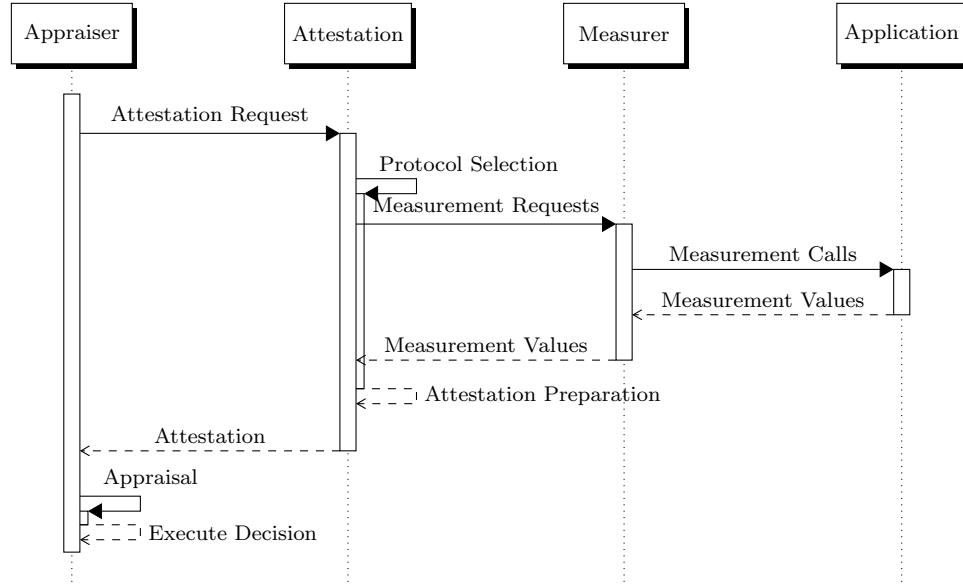 Appraiser
Attestation
Measurer
Application
Attestation Request
Protocol Selection
Measurement Requests
Measurement Calls
Measurement Values
Measurement Values
Attestation Preparation
Attestation
Appraisal
Execute Decision